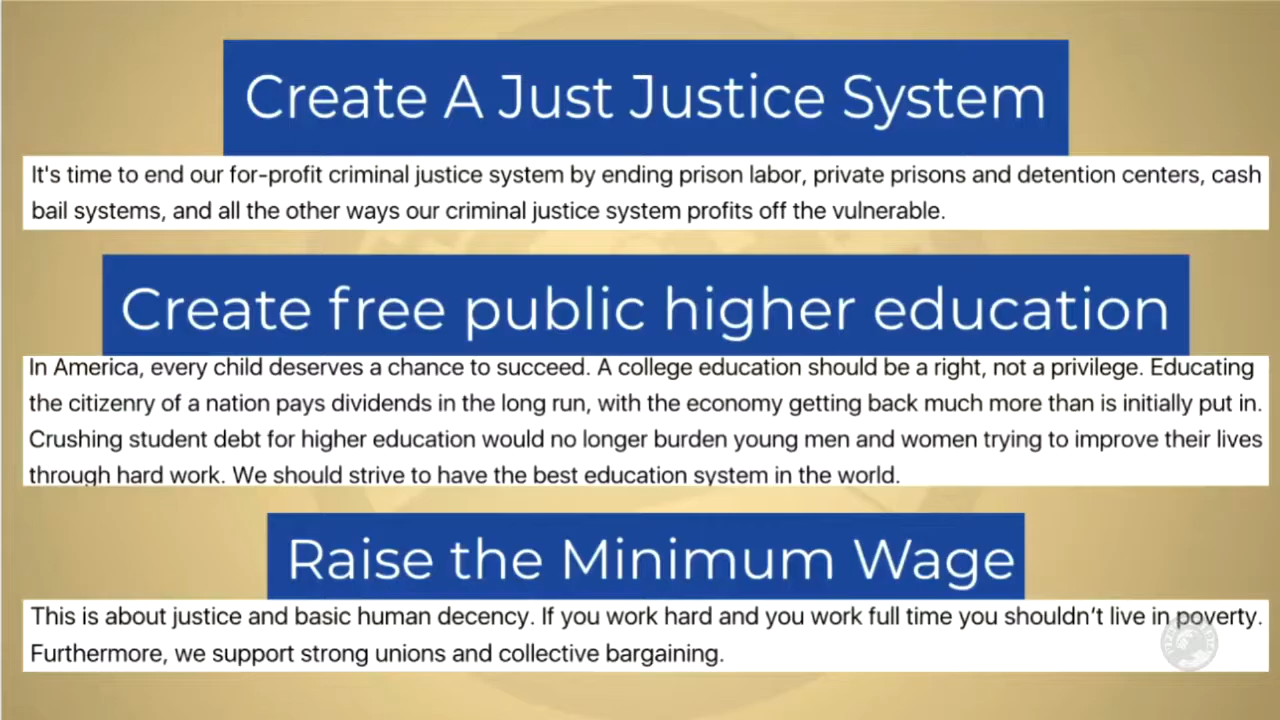 Create A Just Justice System
It's time to end our for-profit criminal justice system by ending prison labor, private prisons and detention centers, cash
bail systems, and all the other ways our criminal justice system profits off the vulnerable.
Create free public higher education
In America, every child deserves a chance to succeed. A college education should be a right, not a privilege. Educating
the citizenry of a nation pays dividends in the long run, with the economy getting back much more than is initially put in.
Crushing student debt for higher education would no longer burden young men and women trying to improve their lives
through hard work. We should strive to have the best education system in the world.
Raise the Minimum Wage
This is about justice and basic human decency. If you work hard and you work full time you shouldn’t live in poverty.
Furthermore, we support strong unions and collective bargaining.